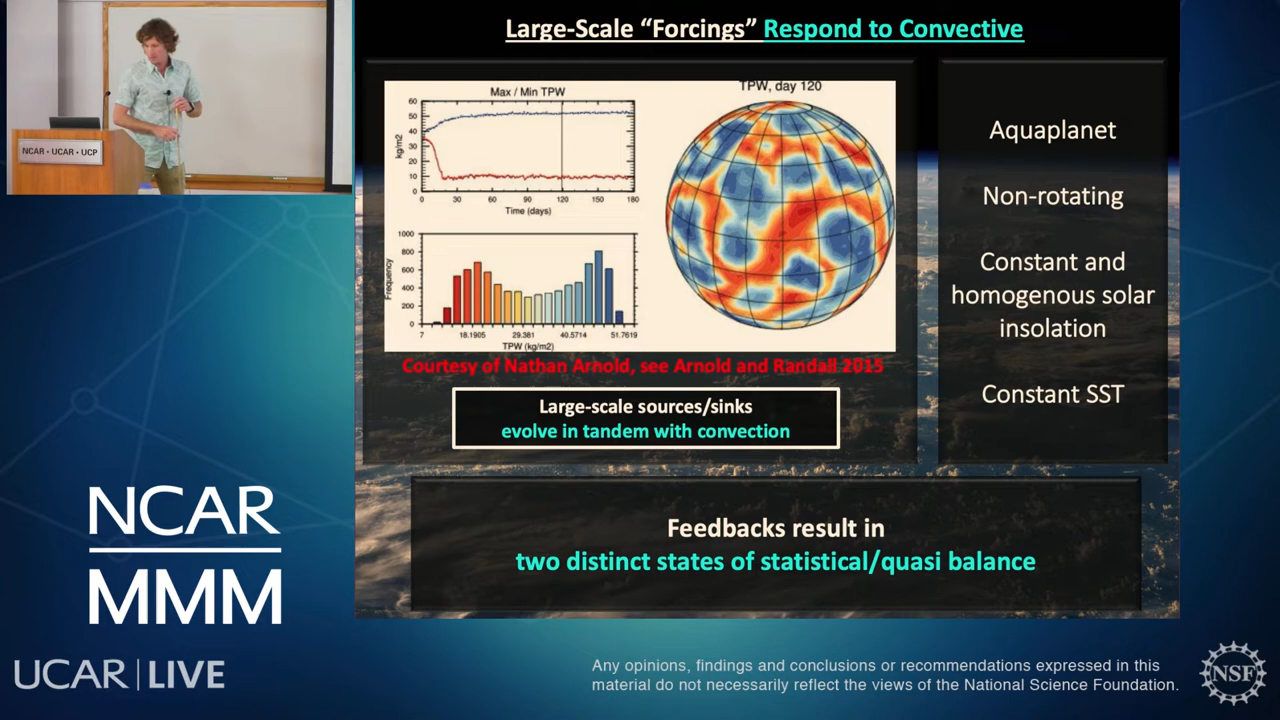 Large-Scale “Forcings” Respond to Convective
NCAR • UCAR • UCP
Max / Min TPW
kg/m2
60
50
40
30
20
10
0
0 30 60 90 120 150 180
Time (days)
Frequency
1000
800
600
400
200
0
7 18.1905 29.381 40.5714 51.7619
TPW (kg/m2)
TPW, day 120
Courtesy of Nathan Arnold, see Arnold and Randall 2015
Large-scale sources/sinks
evolve in tandem with convection
Aquaplanet
Non-rotating
Constant and
homogenous solar
insolation
Constant SST
Feedbacks result in
two distinct states of statistical/quasi balance
NCAR
MMM
UCAR | LIVE
Any opinions, findings and conclusions or recommendations expressed in this
material do not necessarily reflect the views of the National Science Foundation.
NSF